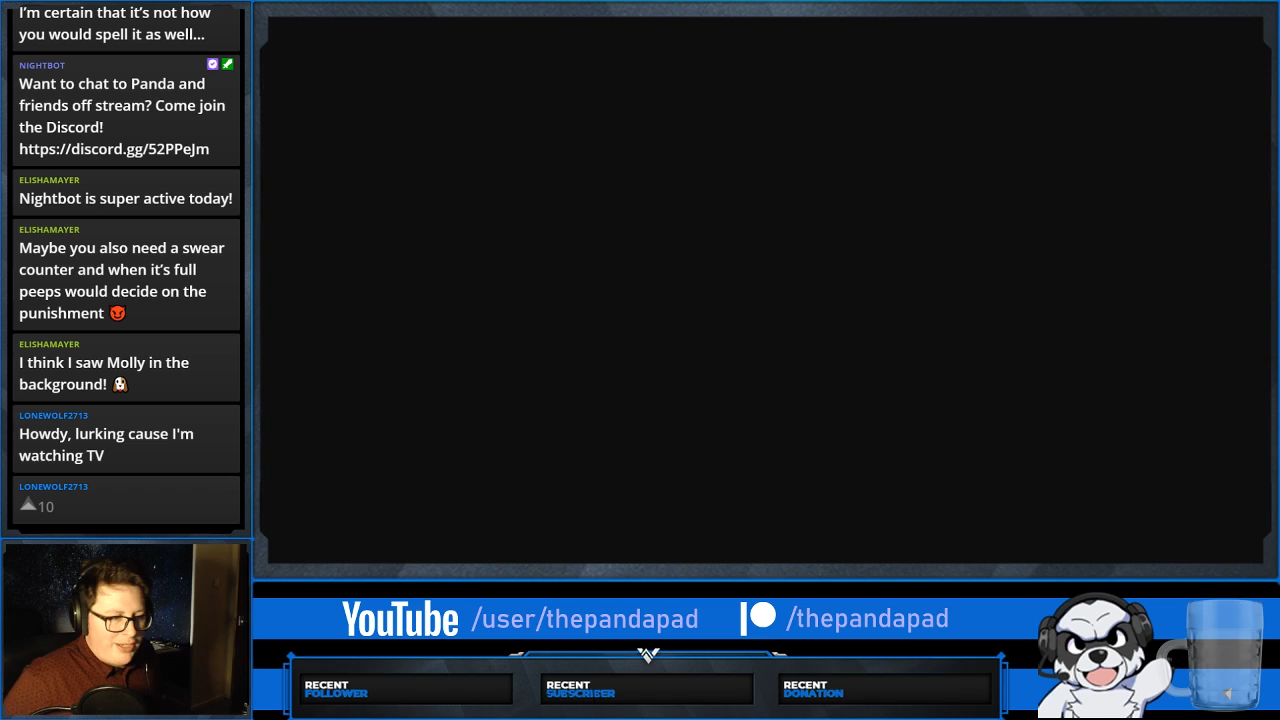 I'm certain that it's not how
you would spell it as well...
NIGHTBOT
Want to chat to Panda and
friends off stream? Come join
the Discord!
https://discord.gg/52PPeJm
ELISHAMAYER
Nightbot is super active today!
ELISHAMAYER
Maybe you also need a swear
counter and when it's full
peeps would decide on the
punishment 😈
ELISHAMAYER
I think I saw Molly in the
background! 🐶
LONEWOLF2713
Howdy, lurking cause I'm
watching TV
LONEWOLF2713
10
YouTube /user/thepandapad
/thepandapad
RECENT
FOLLOWER
RECENT
SUBSCRIBER
RECENT
DONATION